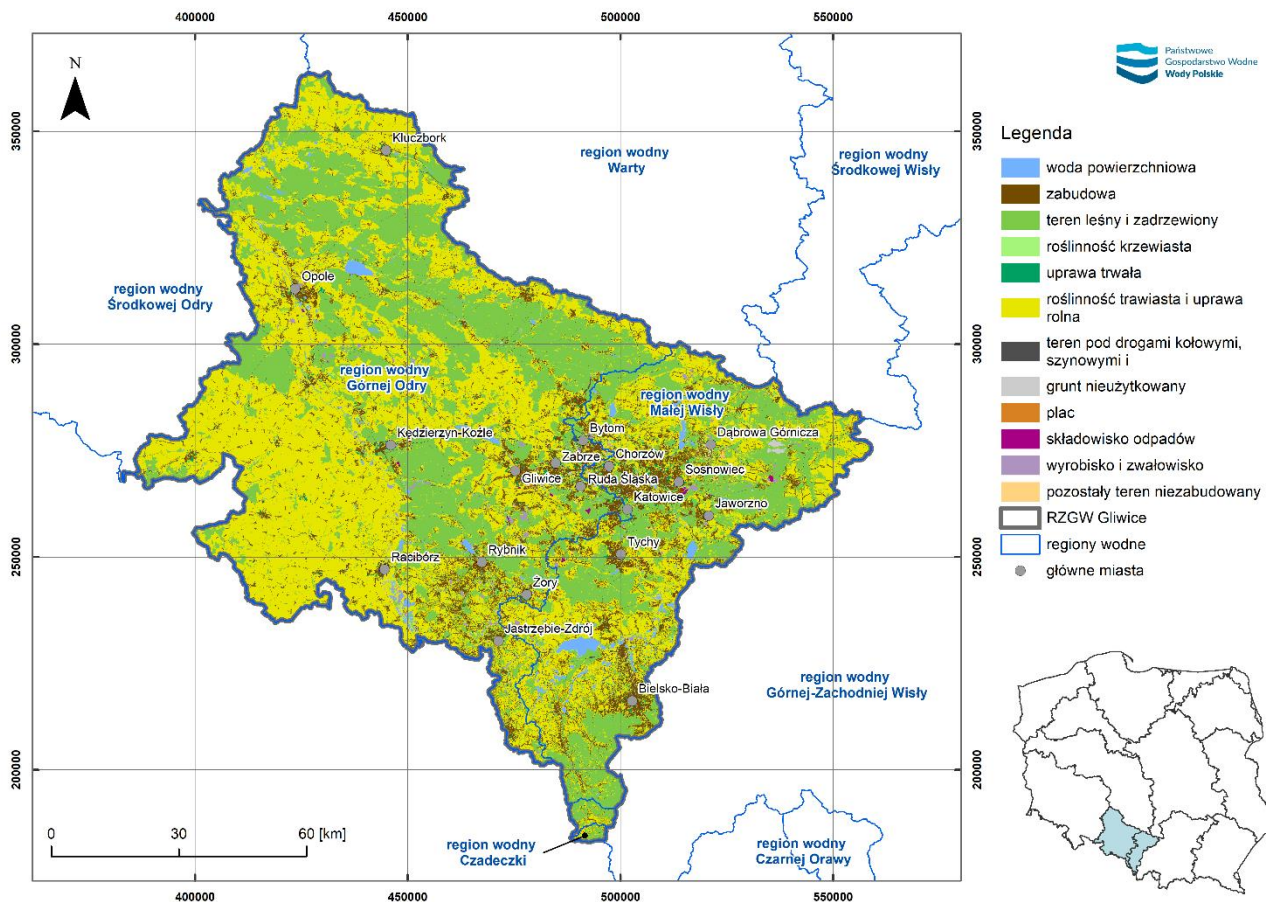 400000
450000
500000
550000
Państwowe
Gospodarstwo Wodne
Wody Polskie
N
350000
350000
Kluczbork
region wodny
Warty
region wodny
Środkowej Wisły
Legenda
woda powierzchniowa
zabudowa
teren leśny i zadrzewiony
roślinność krzewiasta
uprawa trwała
roślinność trawiasta i uprawa
rolna
teren pod drogami kołowymi,
szynowymi i
grunt nieużytkowany
plac
składowisko odpadów
wyrobisko i zwałowisko
pozostały teren niezabudowany
RZGW Gliwice
regiony wodne
główne miasta
Opole
region wodny
Środkowej Odry
300000
300000
region wodny
Górnej Odry
region wodny
Małej Wisły
Kędzierzyn-Koźle
Bytom
Dąbrowa Górnicza
Zabrze
Chorzów
Gliwice
Ruda Śląska
Sosnowiec
Katowice
Jaworzno
250000
250000
Racibórz
Rybnik
Tychy
Żory
Jastrzębie-Zdrój
Bielsko-Biała
region wodny
Górnej-Zachodniej Wisły
200000
200000
0
30
60 [km]
region wodny
Czadeczki
region wodny
Czarnej Orawy
400000
450000
500000
550000